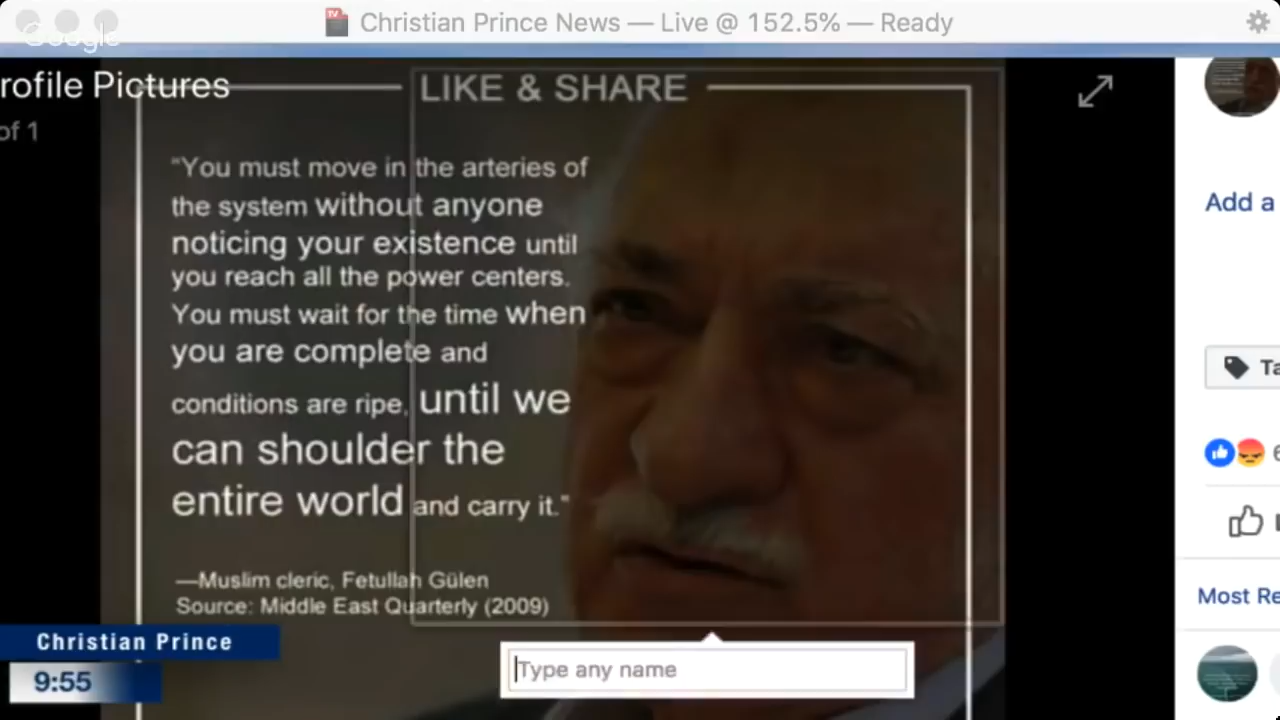 Christian Prince News — Live @ 152.5% — Ready
Google
rofile Pictures
of 1
LIKE & SHARE
"You must move in the arteries of
the system without anyone
noticing your existence until
you reach all the power centers.
You must wait for the time when
you are complete and
conditions are ripe, until we
can shoulder the
entire world and carry it."
—Muslim cleric, Fetullah Gülen
Source: Middle East Quarterly (2009)
Type any name
Christian Prince
9:55
Add a
Ta
6
Most Re